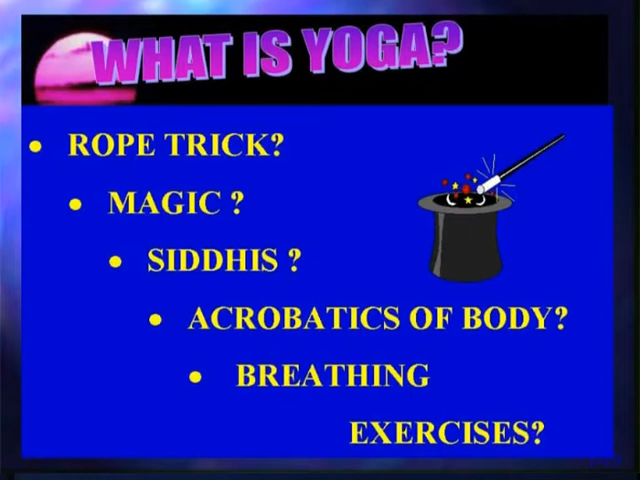 WHAT IS YOGA?
• ROPE TRICK?
• MAGIC ?
• SIDDHIS ?
• ACROBATICS OF BODY?
• BREATHING
EXERCISES?